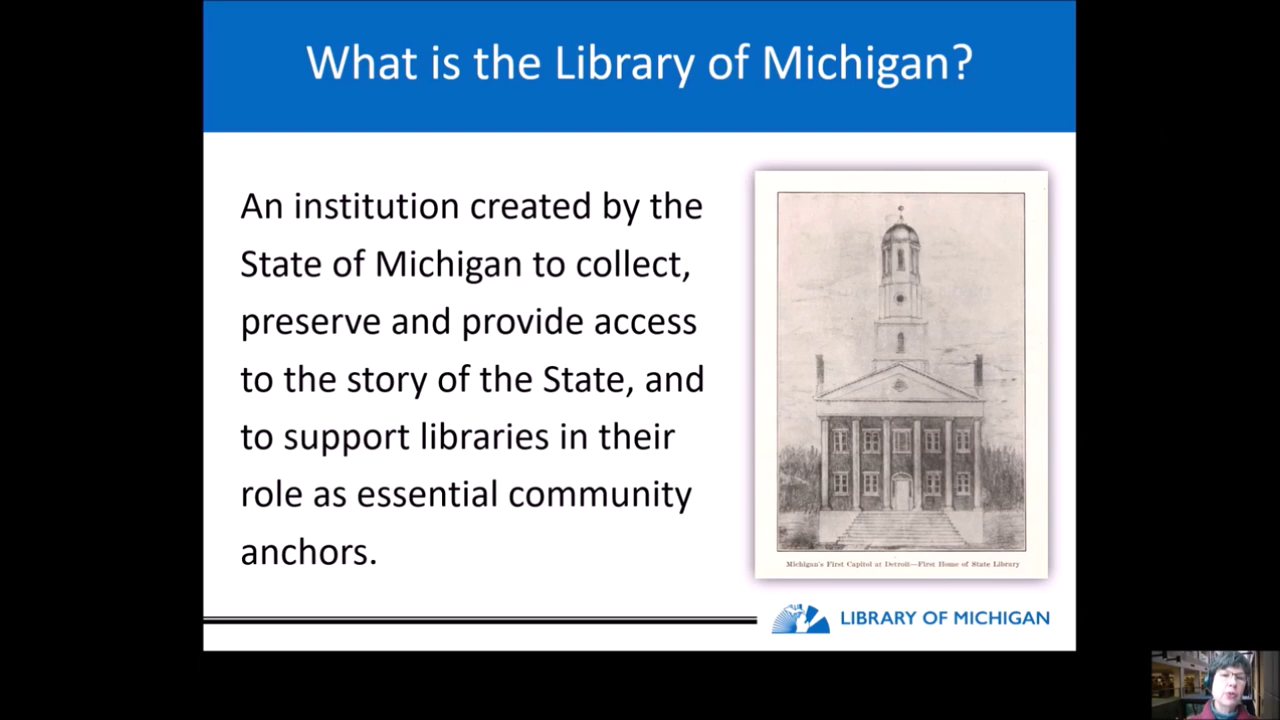 What is the Library of Michigan?
An institution created by the
State of Michigan to collect,
preserve and provide access
to the story of the State, and
to support libraries in their
role as essential community
anchors.
Michigan's First Capitol at Detroit—First Home of State Library
LIBRARY OF MICHIGAN